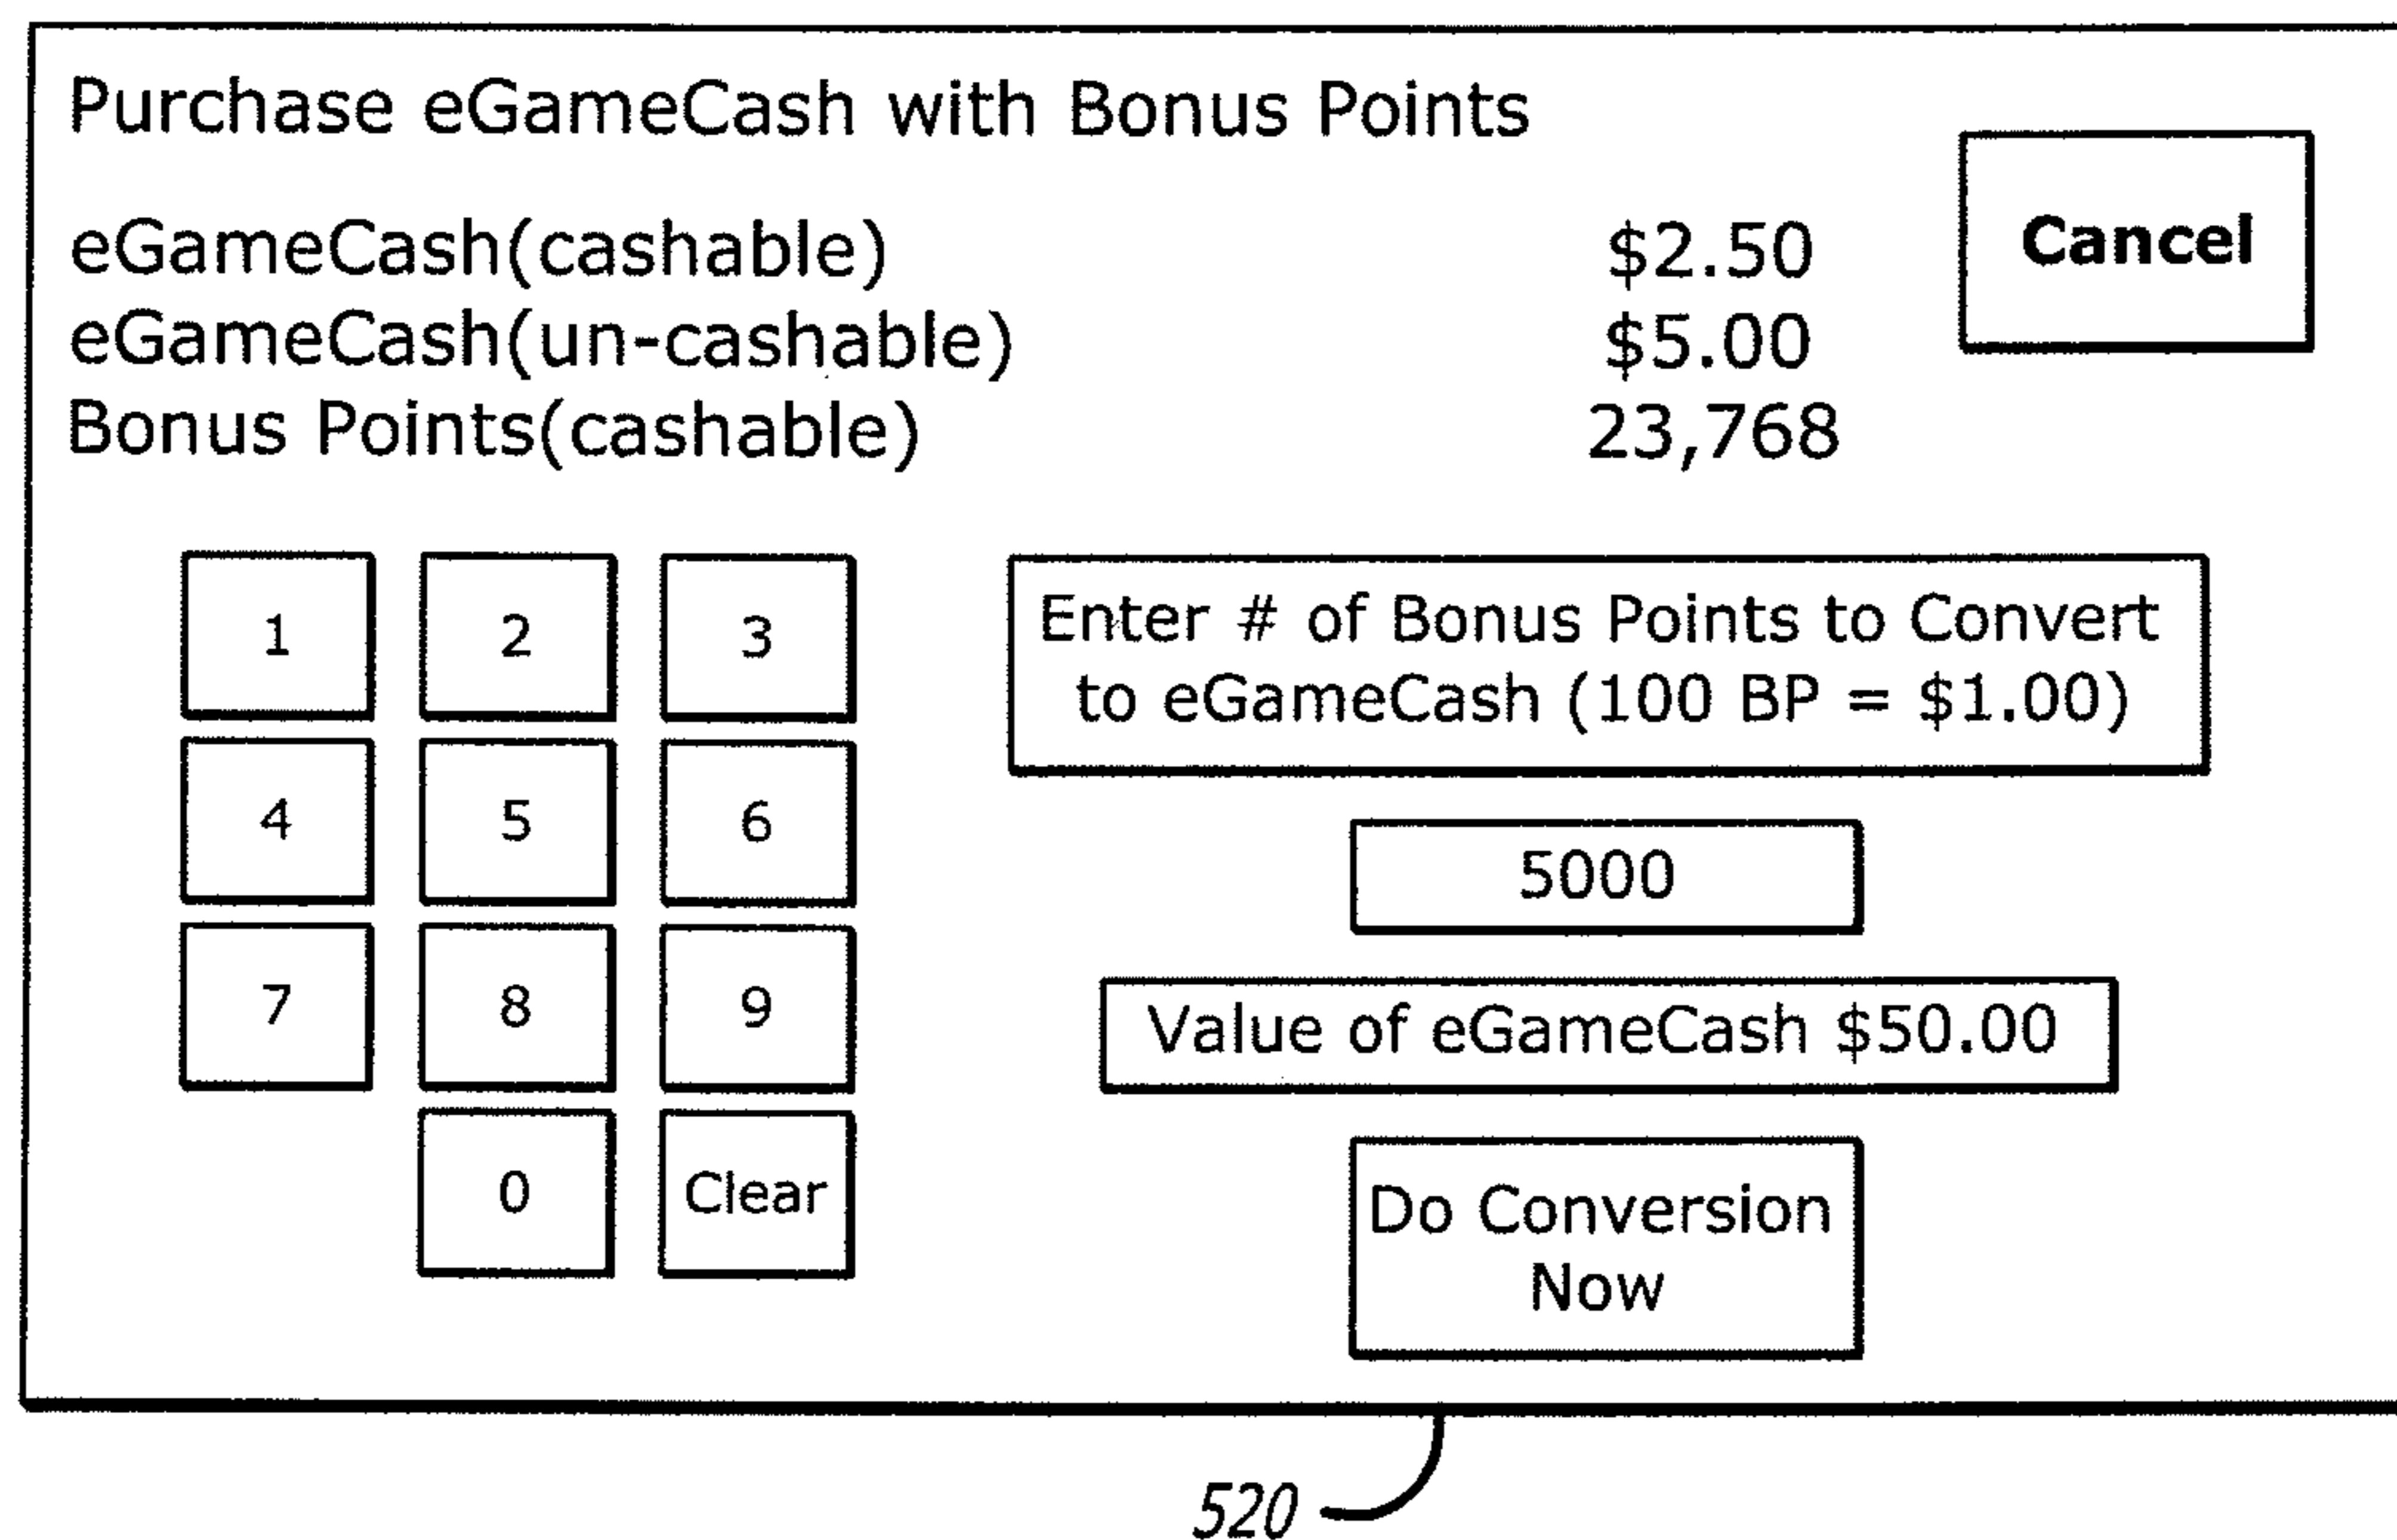 Purchase eGameCash with Bonus Points
Cancel
eGameCash(cashable) $2.50
eGameCash(un-cashable) $5.00
Bonus Points(cashable) 23,768
1 2 3
4 5 6
7 8 9
0 Clear
Enter # of Bonus Points to Convert
to eGameCash (100 BP = $1.00)
5000
Value of eGameCash $50.00
Do Conversion
Now
520